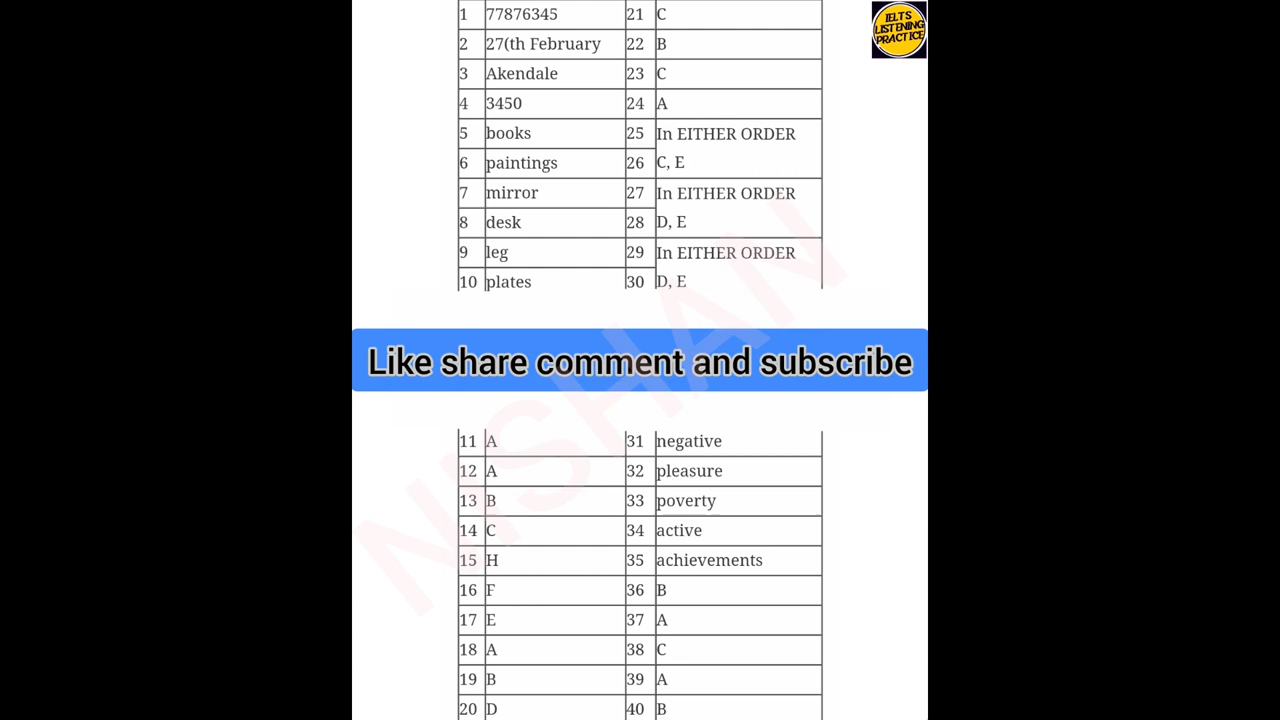 IELTS
LISTENING
PRACTICE
1 77876345 21 C
2 27(th February 22 B
3 Akendale 23 C
4 3450 24 A
5 books 25 In EITHER ORDER
6 paintings 26 C, E
7 mirror 27 In EITHER ORDER
8 desk 28 D, E
9 leg 29 In EITHER ORDER
10 plates 30 D, E
Like share comment and subscribe
NISHAN
11 A 31 negative
12 A 32 pleasure
13 B 33 poverty
14 C 34 active
15 H 35 achievements
16 F 36 B
17 E 37 A
18 A 38 C
19 B 39 A
20 D 40 B